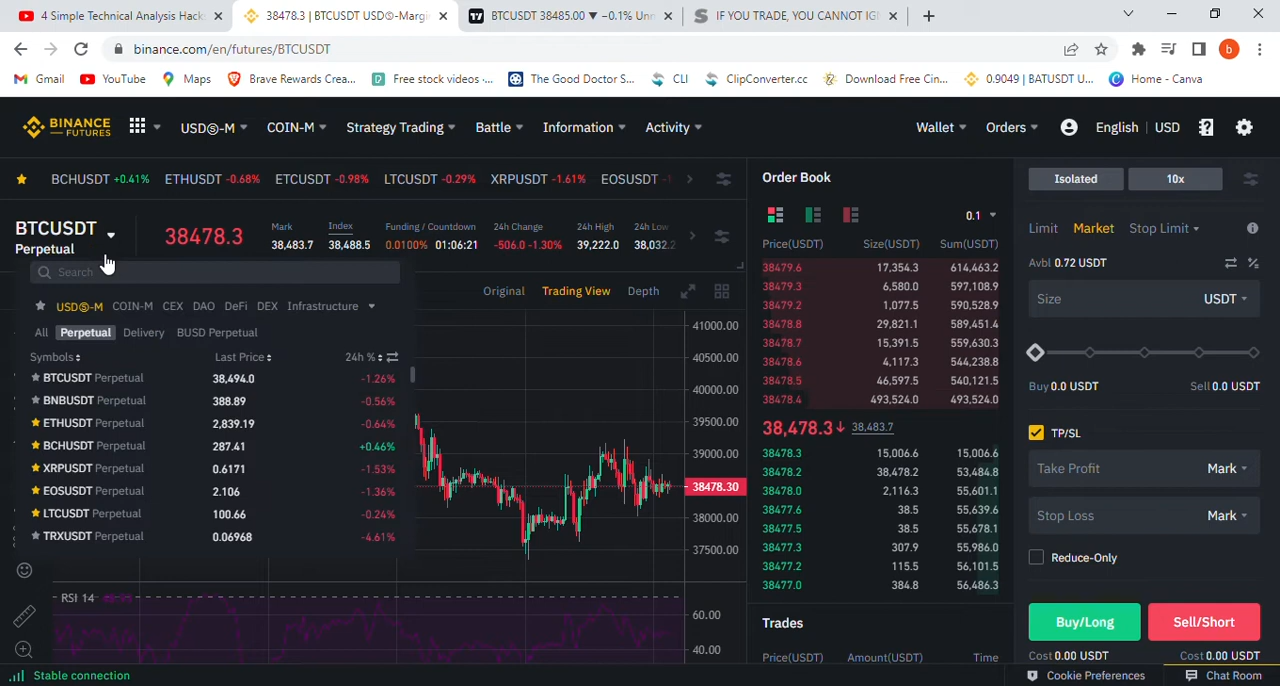 4 Simple Technical Analysis Hack
38478.3 | BTCUSDT USDⓈ-Margi
BTCUSDT 38485.00 ▼ −0.1% Unn
IF YOU TRADE, YOU CANNOT IG
binance.com/en/futures/BTCUSDT
b
Gmail YouTube Maps Brave Rewards Crea... Free stock videos -... The Good Doctor S... CLI ClipConverter.cc Download Free Cin... 0.9049 | BATUSDT U... Home - Canva
BINANCE FUTURES
USDⓈ-M COIN-M Strategy Trading Battle Information Activity Wallet Orders English USD
BCHUSDT +0.41% ETHUSDT -0.68% ETCUSDT -0.98% LTCUSDT -0.29% XRPUSDT -1.61% EOSUSDT
BTCUSDT
Perpetual
38478.3
Mark
38,483.7
Index
38,488.5
Funding / Countdown
0.0100% 01:06:21
24h Change
-506.0 -1.30%
24h High
39,222.0
24h Low
38,032.2
Search
USDⓈ-M COIN-M CEX DAO DeFi DEX Infrastructure
All Perpetual Delivery BUSD Perpetual
Symbols Last Price 24h %
BTCUSDT Perpetual 38,494.0 -1.26%
BNBUSDT Perpetual 388.89 -0.56%
ETHUSDT Perpetual 2,839.19 -0.64%
BCHUSDT Perpetual 287.41 +0.46%
XRPUSDT Perpetual 0.6171 -1.53%
EOSUSDT Perpetual 2.106 -1.36%
LTCUSDT Perpetual 100.66 -0.24%
TRXUSDT Perpetual 0.06968 -4.61%
Original Trading View Depth
41000.00
40500.00
40000.00
39500.00
39000.00
38478.30
38000.00
37500.00
RSI 14
60.00
40.00
Order Book
0.1
Price(USDT) Size(USDT) Sum(USDT)
38479.6 17,354.3 614,463.2
38479.3 6,580.0 597,108.9
38479.2 1,077.5 590,528.9
38478.8 29,821.1 589,451.4
38478.7 15,391.5 559,630.3
38478.6 4,117.3 544,238.8
38478.5 46,597.5 540,121.5
38478.4 493,524.0 493,524.0
38,478.3↓ 38,483.7
38478.3 15,006.6 15,006.6
38478.2 38,478.2 53,484.8
38478.0 2,116.3 55,601.1
38477.6 38.5 55,639.6
38477.5 38.5 55,678.1
38477.3 307.9 55,986.0
38477.2 115.5 56,101.5
38477.0 384.8 56,486.3
Trades
Price(USDT) Amount(USDT) Time
Isolated 10x
Limit Market Stop Limit
Avbl 0.72 USDT
Size USDT
Buy 0.0 USDT Sell 0.0 USDT
TP/SL
Take Profit Mark
Stop Loss Mark
Reduce-Only
Buy/Long Sell/Short
Cost 0.00 USDT Cost 0.00 USDT
Stable connection Cookie Preferences Chat Room